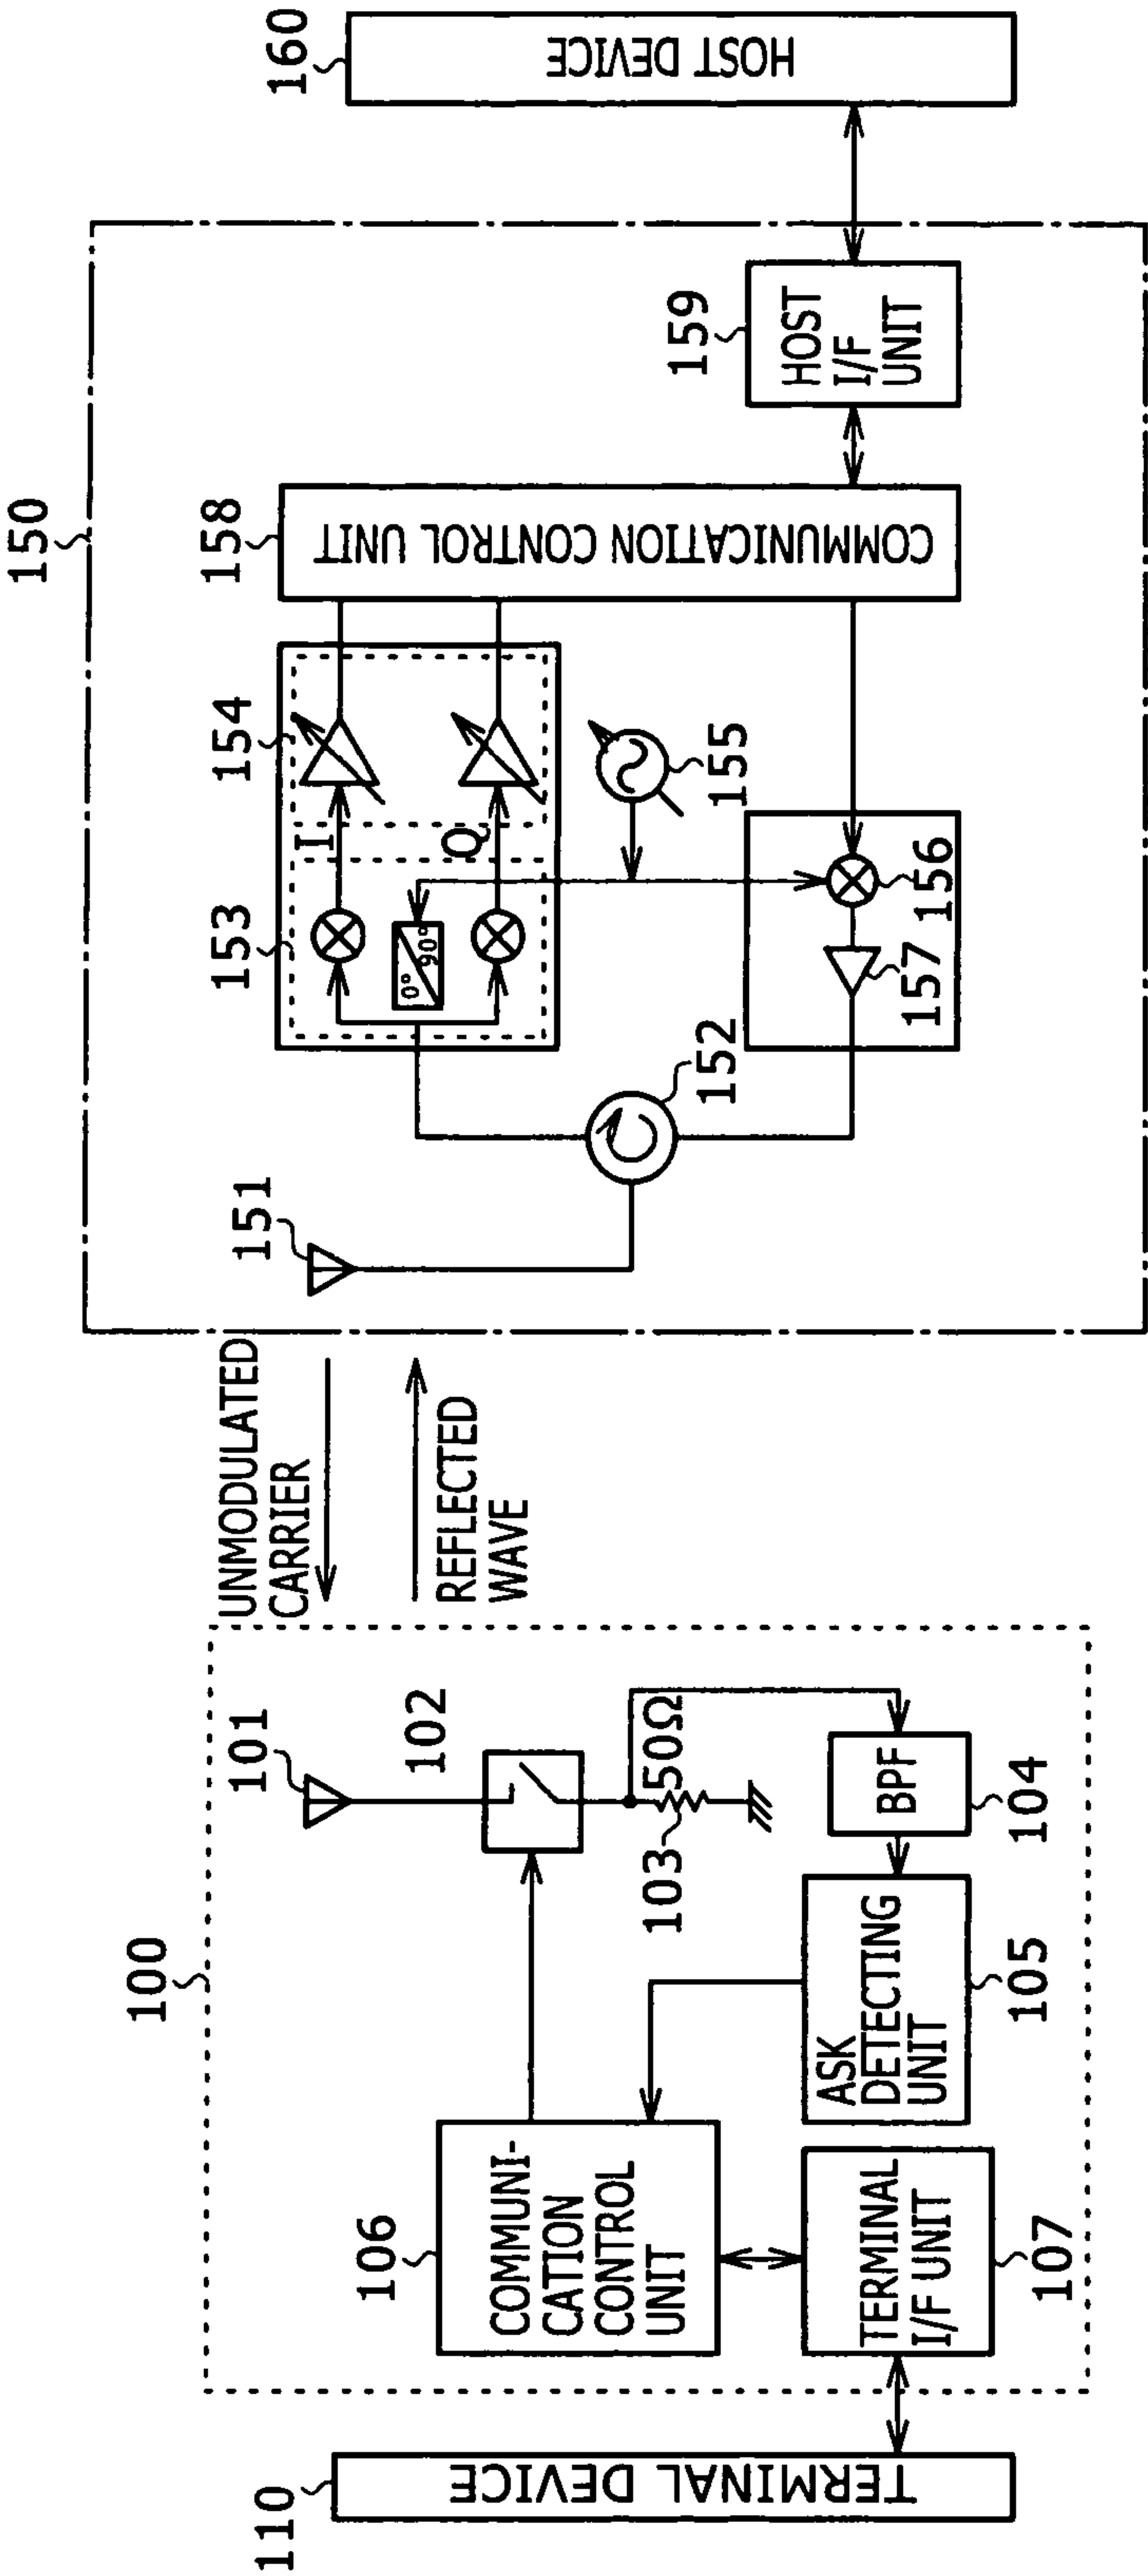 100
110
TERMINAL DEVICE
106
COMMUNI-
CATION
CONTROL
UNIT
TERMINAL
I/F UNIT
107
101
102
50Ω
103
BPF
104
ASK
DETECTING
UNIT
105
UNMODULATED
CARRIER
REFLECTED
WAVE
150
151
152
153
0°
90°
I
Q
154
155
156
157
158
COMMUNICATION CONTROL UNIT
159
HOST
I/F
UNIT
160
HOST DEVICE